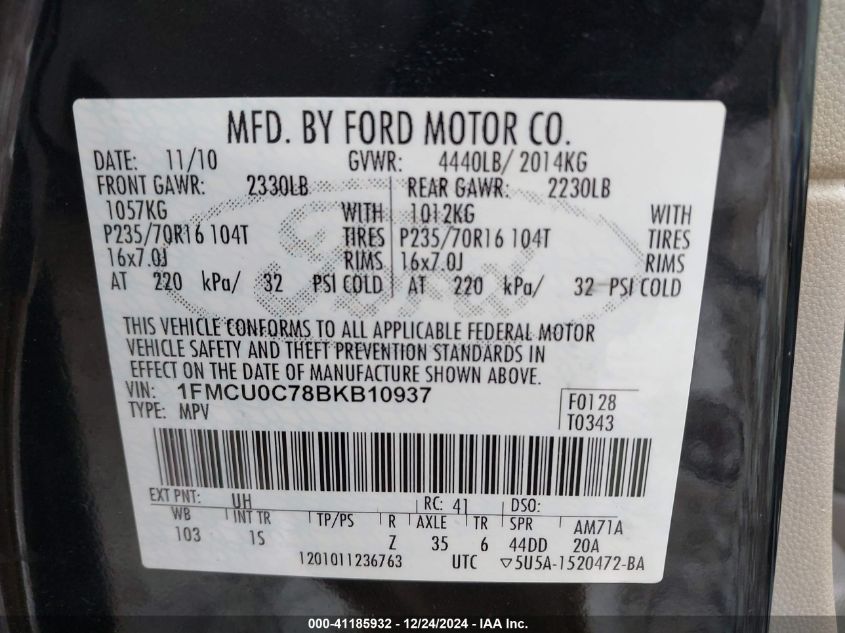 MFD. BY FORD MOTOR CO.
DATE: 11/10 GVWR: 4440LB/ 2014KG
FRONT GAWR: 2330LB REAR GAWR: 2230LB
1057KG WITH 1012KG WITH
P235/70R16 104T TIRES P235/70R16 104T TIRES
16x7.0J RIMS 16x7.0J RIMS
AT 220 kPa/ 32 PSI COLD AT 220 kPa/ 32 PSI COLD
THIS VEHICLE CONFORMS TO ALL APPLICABLE FEDERAL MOTOR
VEHICLE SAFETY AND THEFT PREVENTION STANDARDS IN
EFFECT ON THE DATE OF MANUFACTURE SHOWN ABOVE.
VIN: 1FMCU0C78BKB10937 F0128
TYPE: MPV T0343
EXT PNT: UH RC: 41 DSO:
WB INT TR TP/PS R AXLE TR SPR AM71A
103 1S Z 35 6 44DD 20A
1201011236763 UTC ▽5U5A-1520472-BA
Ford
000-41185932 - 12/24/2024 - IAA Inc.